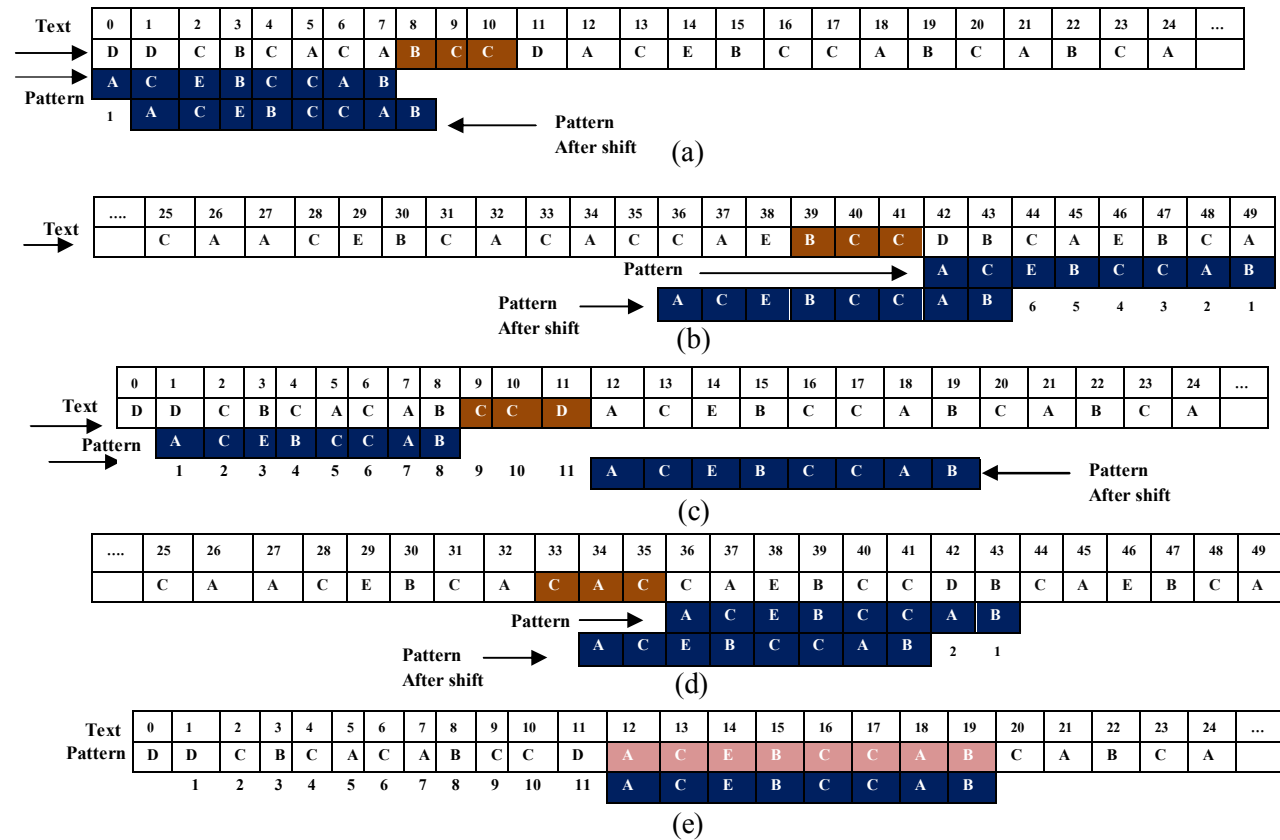 Text 0 1 2 3 4 5 6 7 8 9 10 11 12 13 14 15 16 17 18 19 20 21 22 23 24 ...
D D C B C A C A B C C D A C E B C C A B C A B C A
A C E B C C A B
Pattern
1 A C E B C C A B
Pattern
After shift
(a)
.... 25 26 27 28 29 30 31 32 33 34 35 36 37 38 39 40 41 42 43 44 45 46 47 48 49
Text
C A A C E B C A C A C C A E B C C D B C A E B C A
Pattern A C E B C C A B
Pattern
After shift
A C E B C C A B 6 5 4 3 2 1
(b)
0 1 2 3 4 5 6 7 8 9 10 11 12 13 14 15 16 17 18 19 20 21 22 23 24 ...
Text
D D C B C A C A B C C D A C E B C C A B C A B C A
Pattern
A C E B C C A B
1 2 3 4 5 6 7 8 9 10 11 A C E B C C A B
Pattern
After shift
(c)
.... 25 26 27 28 29 30 31 32 33 34 35 36 37 38 39 40 41 42 43 44 45 46 47 48 49
C A A C E B C A C A C C A E B C C D B C A E B C A
Pattern A C E B C C A B
Pattern
After shift
A C E B C C A B 2 1
(d)
Text 0 1 2 3 4 5 6 7 8 9 10 11 12 13 14 15 16 17 18 19 20 21 22 23 24 ...
Pattern D D C B C A C A B C C D A C E B C C A B C A B C A
1 2 3 4 5 6 7 8 9 10 11 A C E B C C A B
(e)